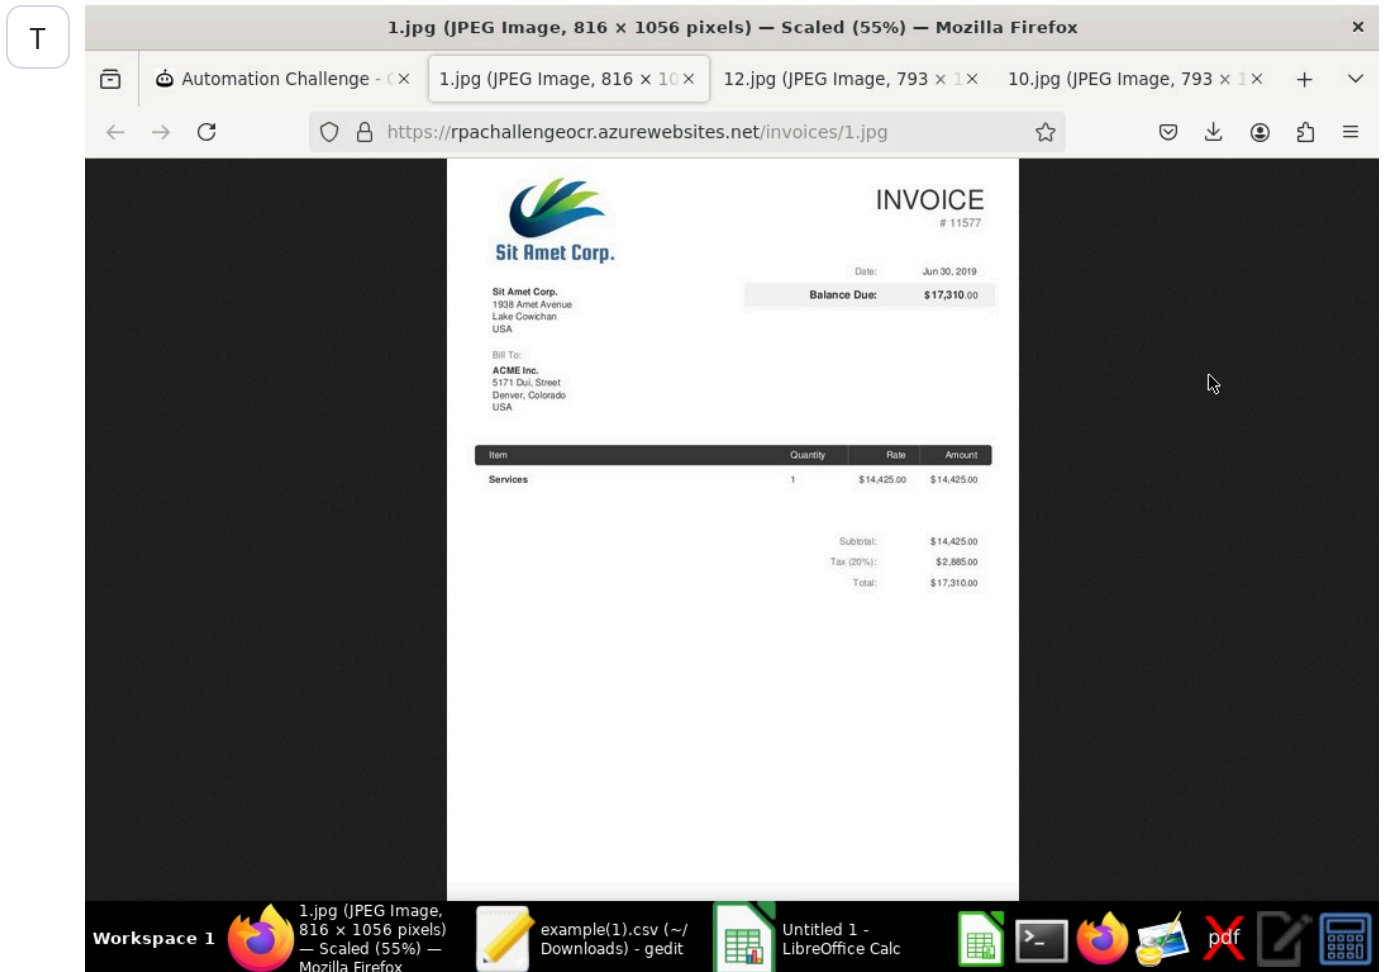 T
1.jpg (JPEG Image, 816 × 1056 pixels) — Scaled (55%) — Mozilla Firefox
Automation Challenge -
1.jpg (JPEG Image, 816 × 10
12.jpg (JPEG Image, 793 × 1
10.jpg (JPEG Image, 793 × 1
https://rpachallengeocr.azurewebsites.net/invoices/1.jpg
Sit Amet Corp.
INVOICE
# 11577
Date: Jun 30, 2019
Balance Due: $17,310.00
Sit Amet Corp.
1938 Amet Avenue
Lake Cowichan
USA
Bill To:
ACME Inc.
5171 Dui, Street
Denver, Colorado
USA
Item Quantity Rate Amount
Services 1 $14,425.00 $14,425.00
Subtotal: $14,425.00
Tax (20%): $2,885.00
Total: $17,310.00
Workspace 1
1.jpg (JPEG Image,
816 × 1056 pixels)
— Scaled (55%) —
Mozilla Firefox
example(1).csv (~/
Downloads) - gedit
Untitled 1 -
LibreOffice Calc
pdf